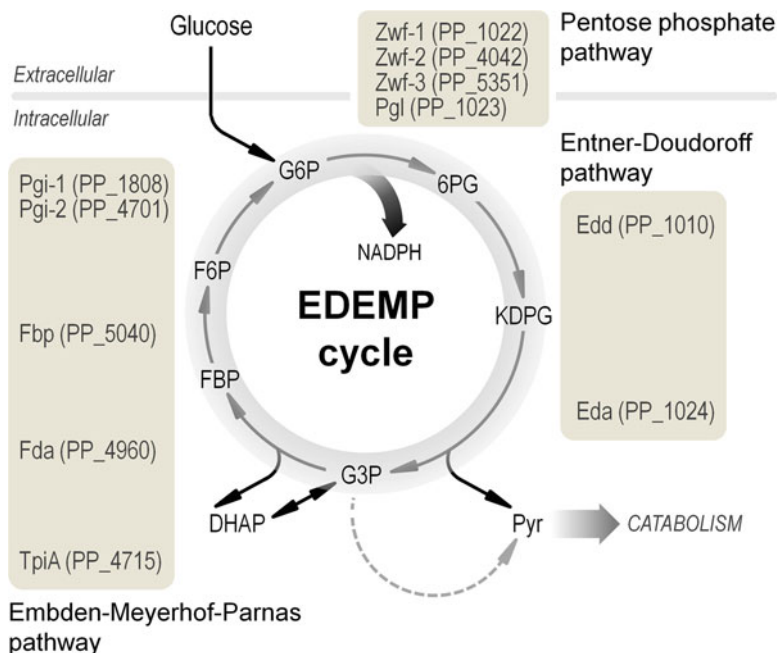 Glucose
Zwf-1 (PP_1022)
Zwf-2 (PP_4042)
Zwf-3 (PP_5351)
Pgl (PP_1023)
Pentose phosphate
pathway
Extracellular
Intracellular
Entner-Doudoroff
pathway
Pgi-1 (PP_1808)
Pgi-2 (PP_4701)
Fbp (PP_5040)
Fda (PP_4960)
TpiA (PP_4715)
Embden-Meyerhof-Parnas
pathway
G6P
6PG
NADPH
F6P
EDEMP
cycle
KDPG
FBP
G3P
DHAP
Pyr
CATABOLISM
Edd (PP_1010)
Eda (PP_1024)